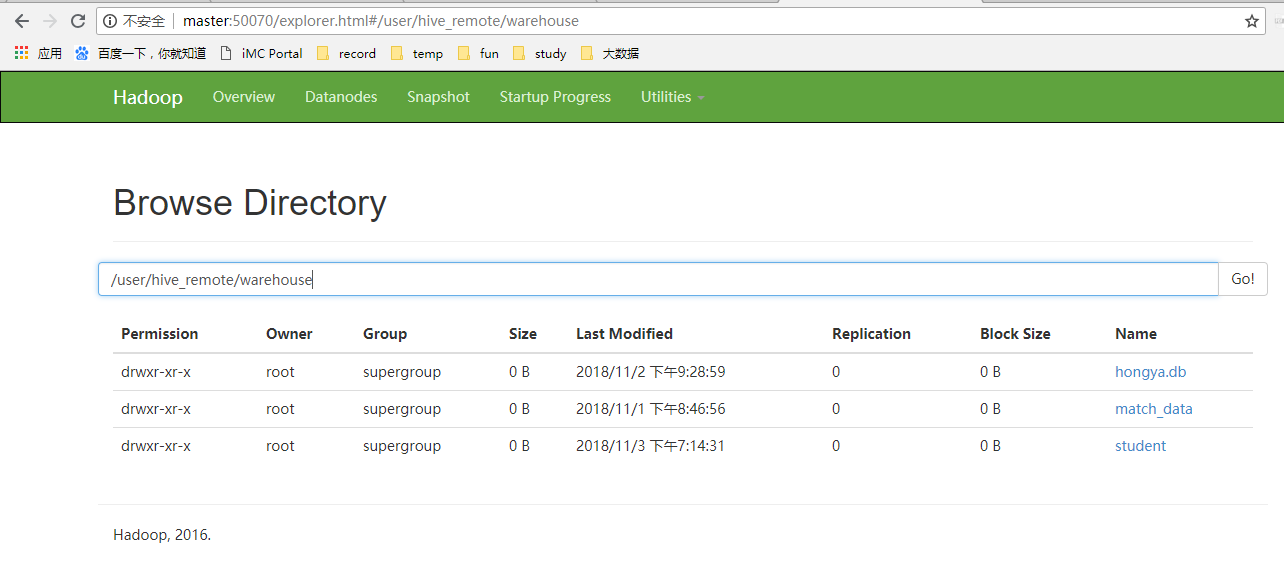 不安全 master:50070/explorer.html#/user/hive_remote/warehouse
应用 百度一下，你就知道 iMC Portal record temp fun study 大数据
Hadoop Overview Datanodes Snapshot Startup Progress Utilities
Browse Directory
/user/hive_remote/warehouse Go!
Permission Owner Group Size Last Modified Replication Block Size Name
drwxr-xr-x root supergroup 0 B 2018/11/2 下午9:28:59 0 0 B hongya.db
drwxr-xr-x root supergroup 0 B 2018/11/1 下午8:46:56 0 0 B match_data
drwxr-xr-x root supergroup 0 B 2018/11/3 下午7:14:31 0 0 B student
Hadoop, 2016.